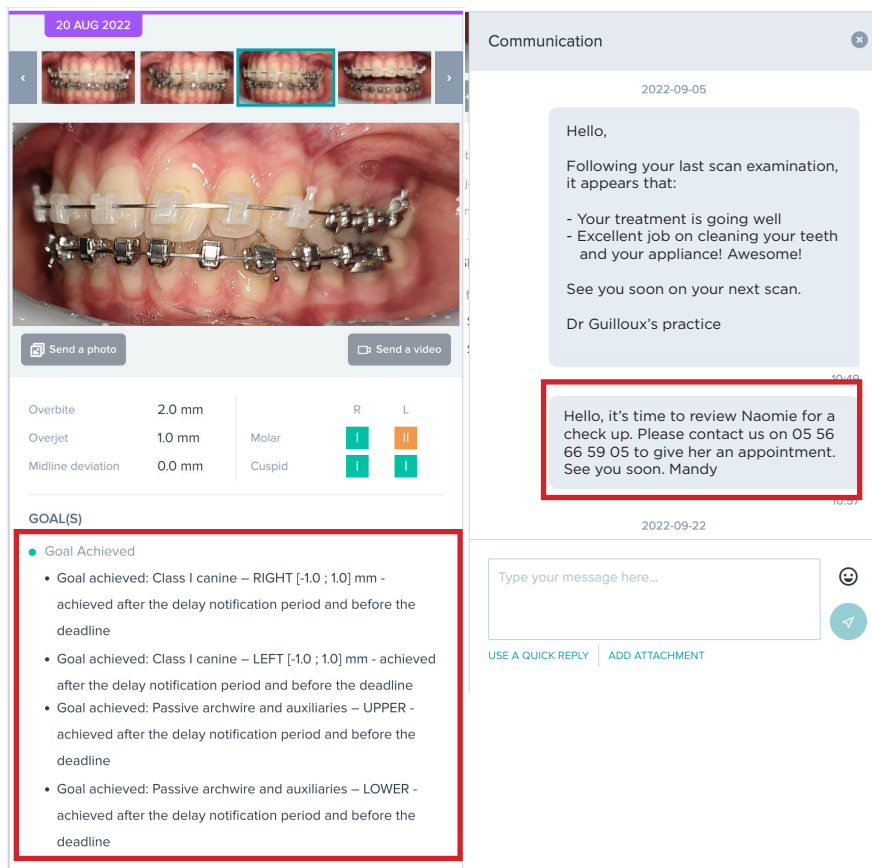 20 AUG 2022
Send a photo
Send a video
Overbite 2.0 mm
Overjet 1.0 mm
Midline deviation 0.0 mm
R L
Molar I II
Cuspid I I
GOAL(S)
Goal Achieved
• Goal achieved: Class I canine – RIGHT [-1.0 ; 1.0] mm -
achieved after the delay notification period and before the
deadline
• Goal achieved: Class I canine – LEFT [-1.0 ; 1.0] mm - achieved
after the delay notification period and before the deadline
• Goal achieved: Passive archwire and auxiliaries – UPPER -
achieved after the delay notification period and before the
deadline
• Goal achieved: Passive archwire and auxiliaries – LOWER -
achieved after the delay notification period and before the
deadline
Communication
2022-09-05
Hello,
Following your last scan examination,
it appears that:
- Your treatment is going well
- Excellent job on cleaning your teeth
and your appliance! Awesome!
See you soon on your next scan.
Dr Guilloux's practice
10:49
Hello, it's time to review Naomie for a
check up. Please contact us on 05 56
66 59 05 to give her an appointment.
See you soon. Mandy
10:57
2022-09-22
Type your message here...
USE A QUICK REPLY
ADD ATTACHMENT